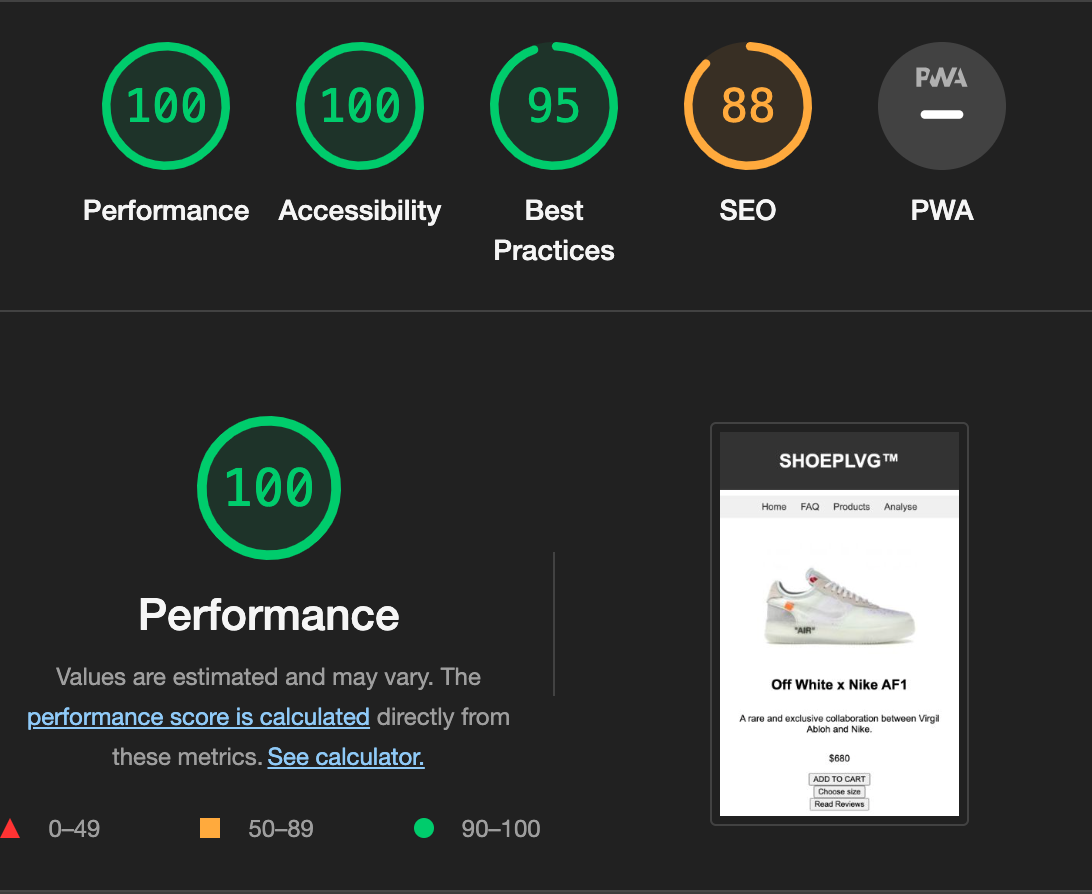 100
100
95
88
PWA
Performance
Accessibility
Best
Practices
SEO
PWA
100
Performance
Values are estimated and may vary. The
performance score is calculated directly from
these metrics. See calculator.
0–49
50–89
90–100
SHOEPLVG™
Home FAQ Products Analyse
"AIR"
Off White x Nike AF1
A rare and exclusive collaboration between Virgil
Abloh and Nike.
$680
ADD TO CART
Choose size
Read Reviews